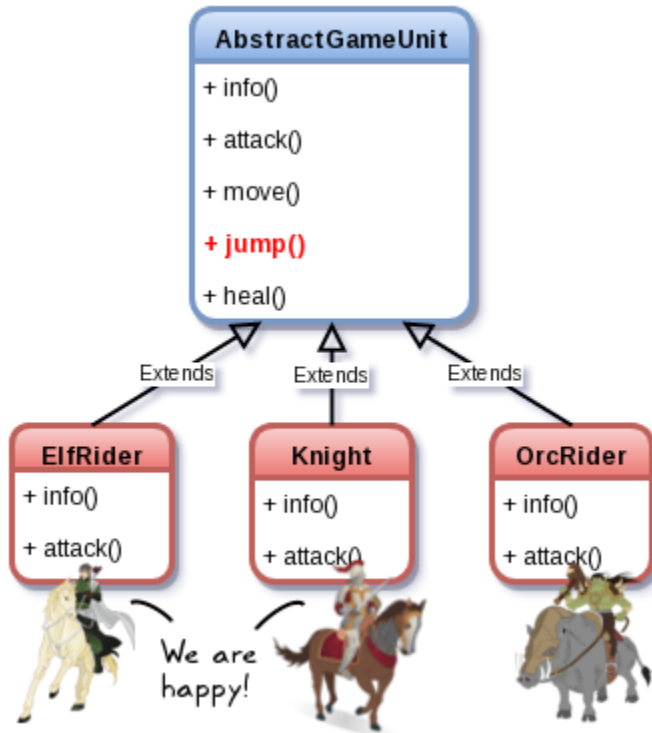 AbstractGameUnit
+ info()
+ attack()
+ move()
+ jump()
+ heal()
Extends
Extends
Extends
ElfRider
+ info()
+ attack()
Knight
+ info()
+ attack()
OrcRider
+ info()
+ attack()
We are
happy!